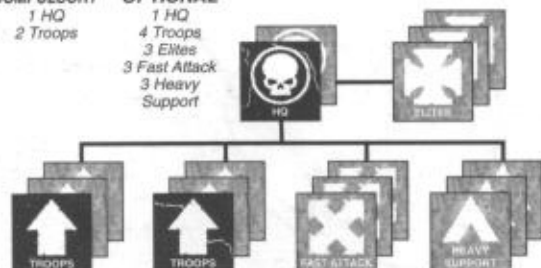 COMPULSORY
1 HQ
2 Troops
OPTIONAL
1 HQ
4 Troops
3 Elites
3 Fast Attack
3 Heavy
Support
HQ
ELITES
TROOPS
TROOPS
FAST ATTACK
HEAVY
SUPPORT